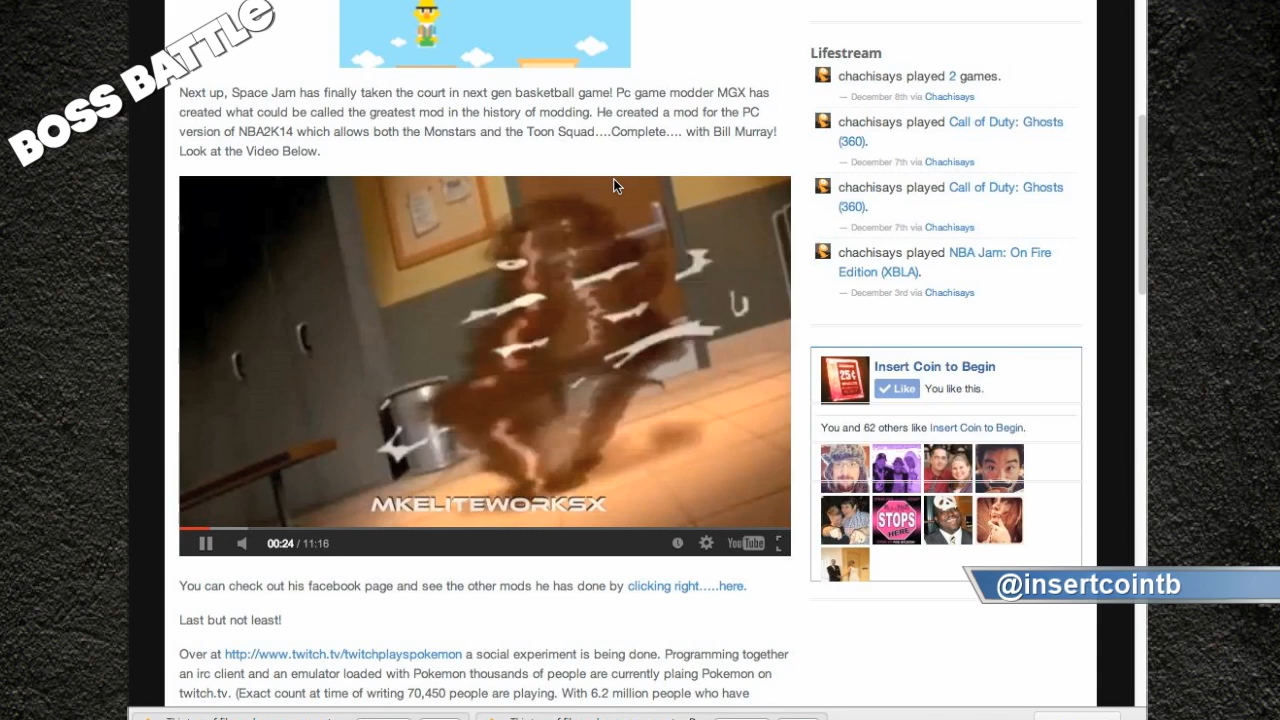 BOSS BATTLE
Next up, Space Jam has finally taken the court in next gen basketball game! Pc game modder MGX has
created what could be called the greatest mod in the history of modding. He created a mod for the PC
version of NBA2K14 which allows both the Monstars and the Toon Squad....Complete.... with Bill Murray!
Look at the Video Below.
MKELITEWORKSX
00:24 / 11:16
YouTube
You can check out his facebook page and see the other mods he has done by clicking right.....here.
Last but not least!
Over at http://www.twitch.tv/twitchplayspokemon a social experiment is being done. Programming together
an irc client and an emulator loaded with Pokemon thousands of people are currently plaing Pokemon on
twitch.tv. (Exact count at time of writing 70,450 people are playing. With 6.2 million people who have
Lifestream
chachisays played 2 games.
— December 8th via Chachisays
chachisays played Call of Duty: Ghosts
(360).
— December 7th via Chachisays
chachisays played Call of Duty: Ghosts
(360).
— December 7th via Chachisays
chachisays played NBA Jam: On Fire
Edition (XBLA).
— December 3rd via Chachisays
25¢
Insert Coin to Begin
Like You like this.
You and 62 others like Insert Coin to Begin.
STOPS
HERE
@insertcointb